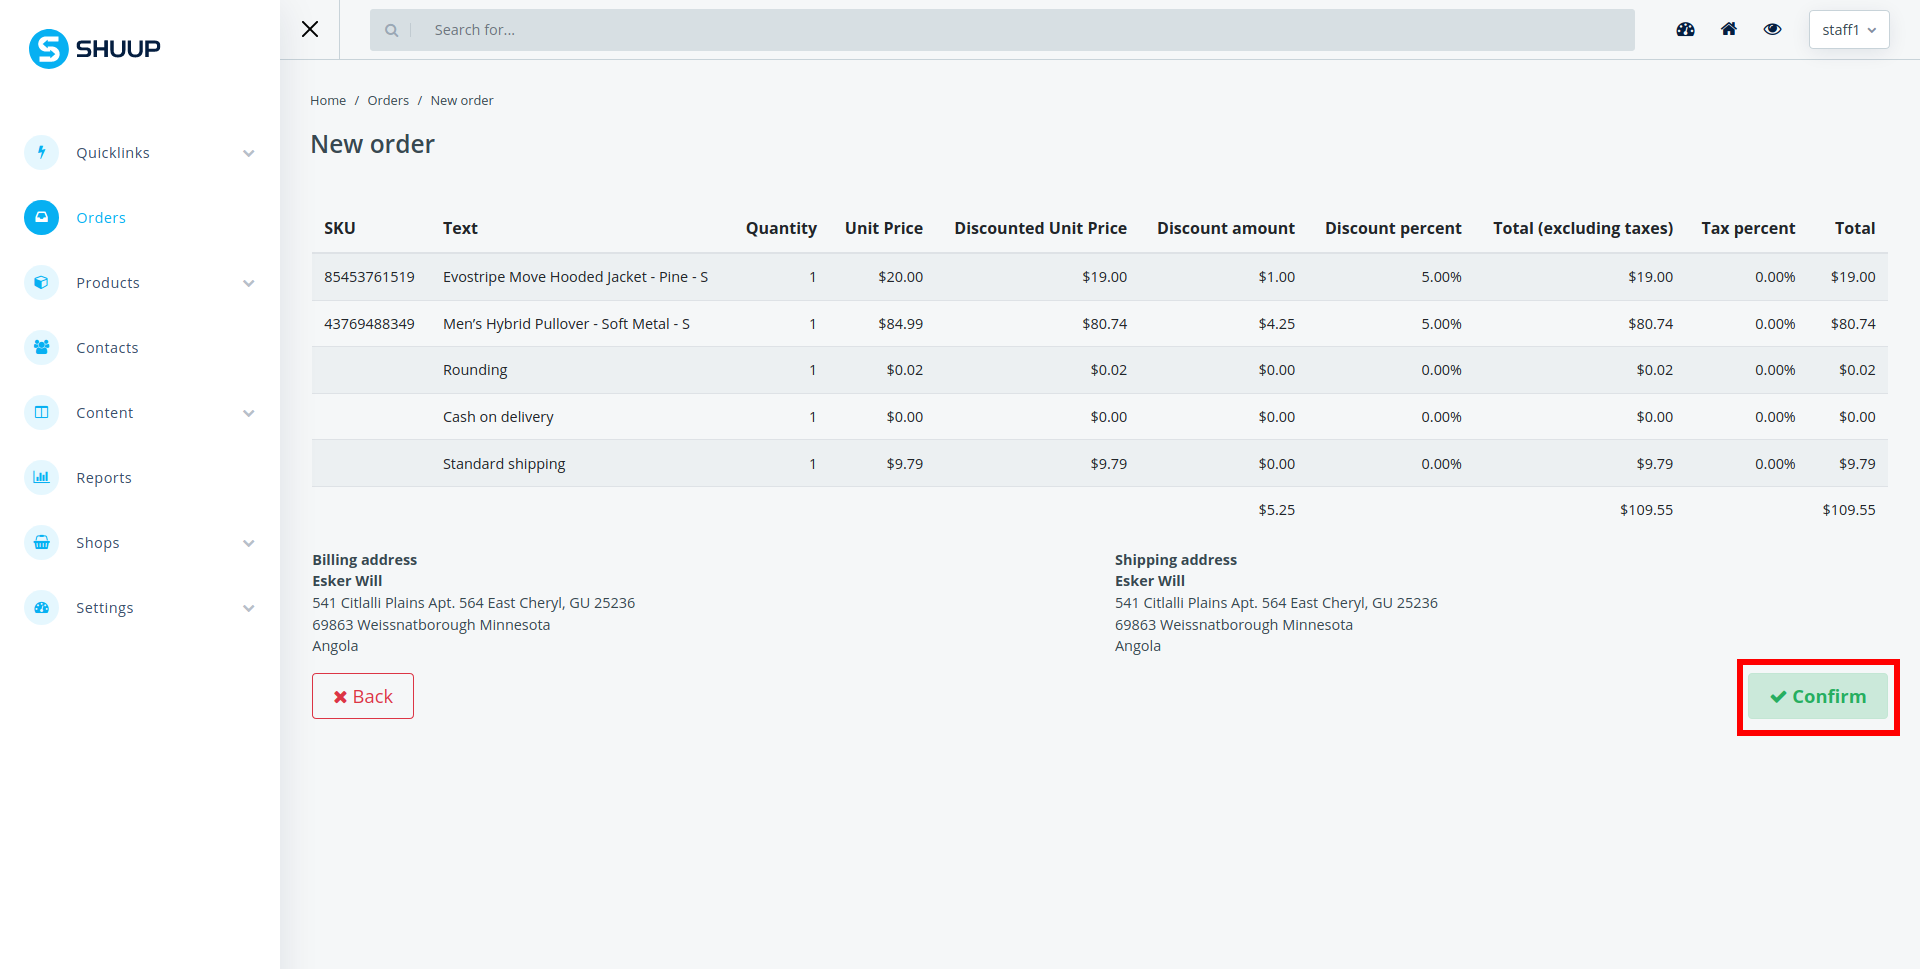 SHUUP
Search for...
staff1
Quicklinks
Orders
Products
Contacts
Content
Reports
Shops
Settings
Home / Orders / New order
New order
SKU Text Quantity Unit Price Discounted Unit Price Discount amount Discount percent Total (excluding taxes) Tax percent Total
85453761519 Evostripe Move Hooded Jacket - Pine - S 1 $20.00 $19.00 $1.00 5.00% $19.00 0.00% $19.00
43769488349 Men’s Hybrid Pullover - Soft Metal - S 1 $84.99 $80.74 $4.25 5.00% $80.74 0.00% $80.74
Rounding 1 $0.02 $0.02 $0.00 0.00% $0.02 0.00% $0.02
Cash on delivery 1 $0.00 $0.00 $0.00 0.00% $0.00 0.00% $0.00
Standard shipping 1 $9.79 $9.79 $0.00 0.00% $9.79 0.00% $9.79
$5.25 $109.55 $109.55
Billing address
Esker Will
541 Citlalli Plains Apt. 564 East Cheryl, GU 25236
69863 Weissnatborough Minnesota
Angola
Shipping address
Esker Will
541 Citlalli Plains Apt. 564 East Cheryl, GU 25236
69863 Weissnatborough Minnesota
Angola
Back
Confirm